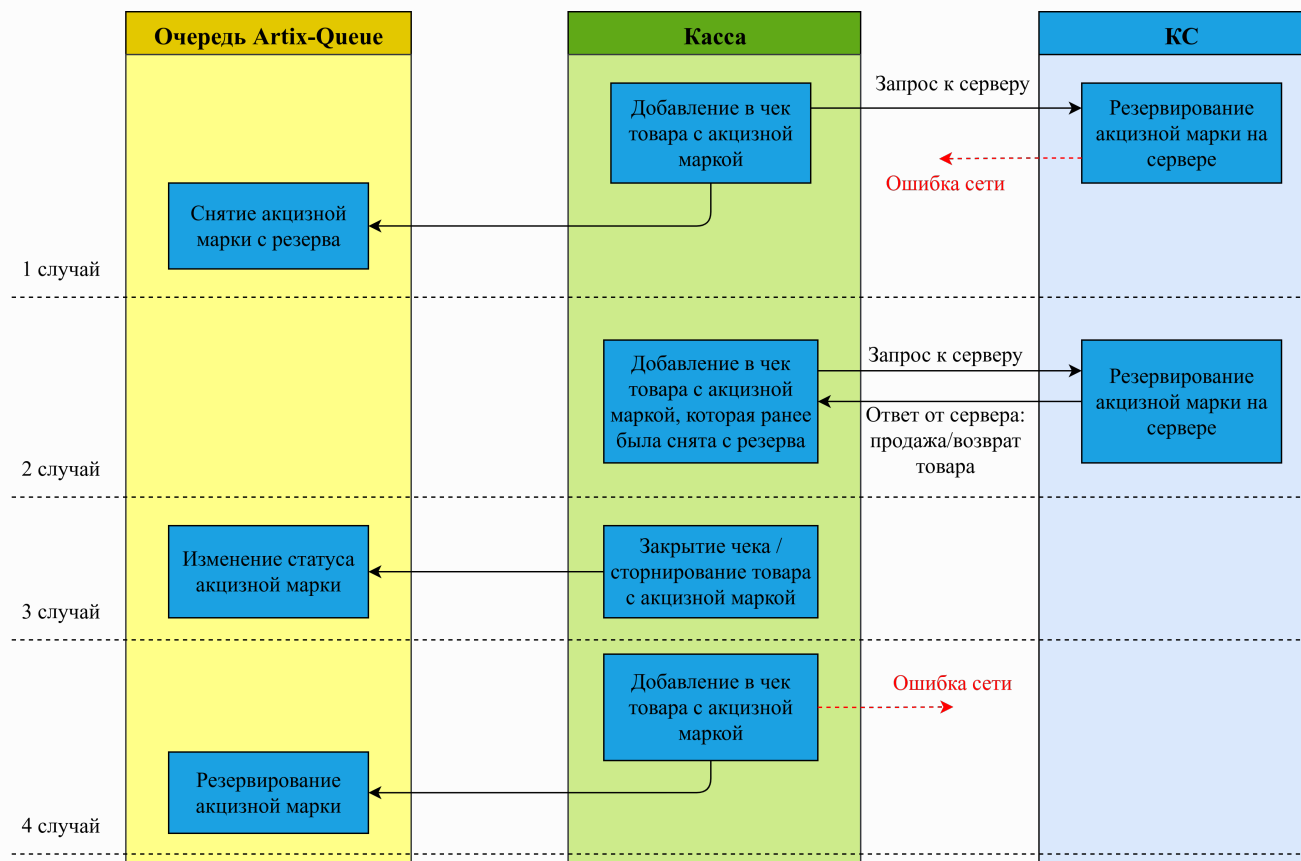 Очередь Artix-Queue
Касса
КС
Добавление в чек
товара с акцизной
маркой
Запрос к серверу
Резервирование
акцизной марки на
сервере
Ошибка сети
Снятие акцизной
марки с резерва
1 случай
Добавление в чек
товара с акцизной
маркой, которая ранее
была снята с резерва
Запрос к серверу
Ответ от сервера:
продажа/возврат
товара
Резервирование
акцизной марки на
сервере
2 случай
Изменение статуса
акцизной марки
Закрытие чека /
сторнирование товара
с акцизной маркой
3 случай
Добавление в чек
товара с акцизной
маркой
Ошибка сети
Резервирование
акцизной марки
4 случай